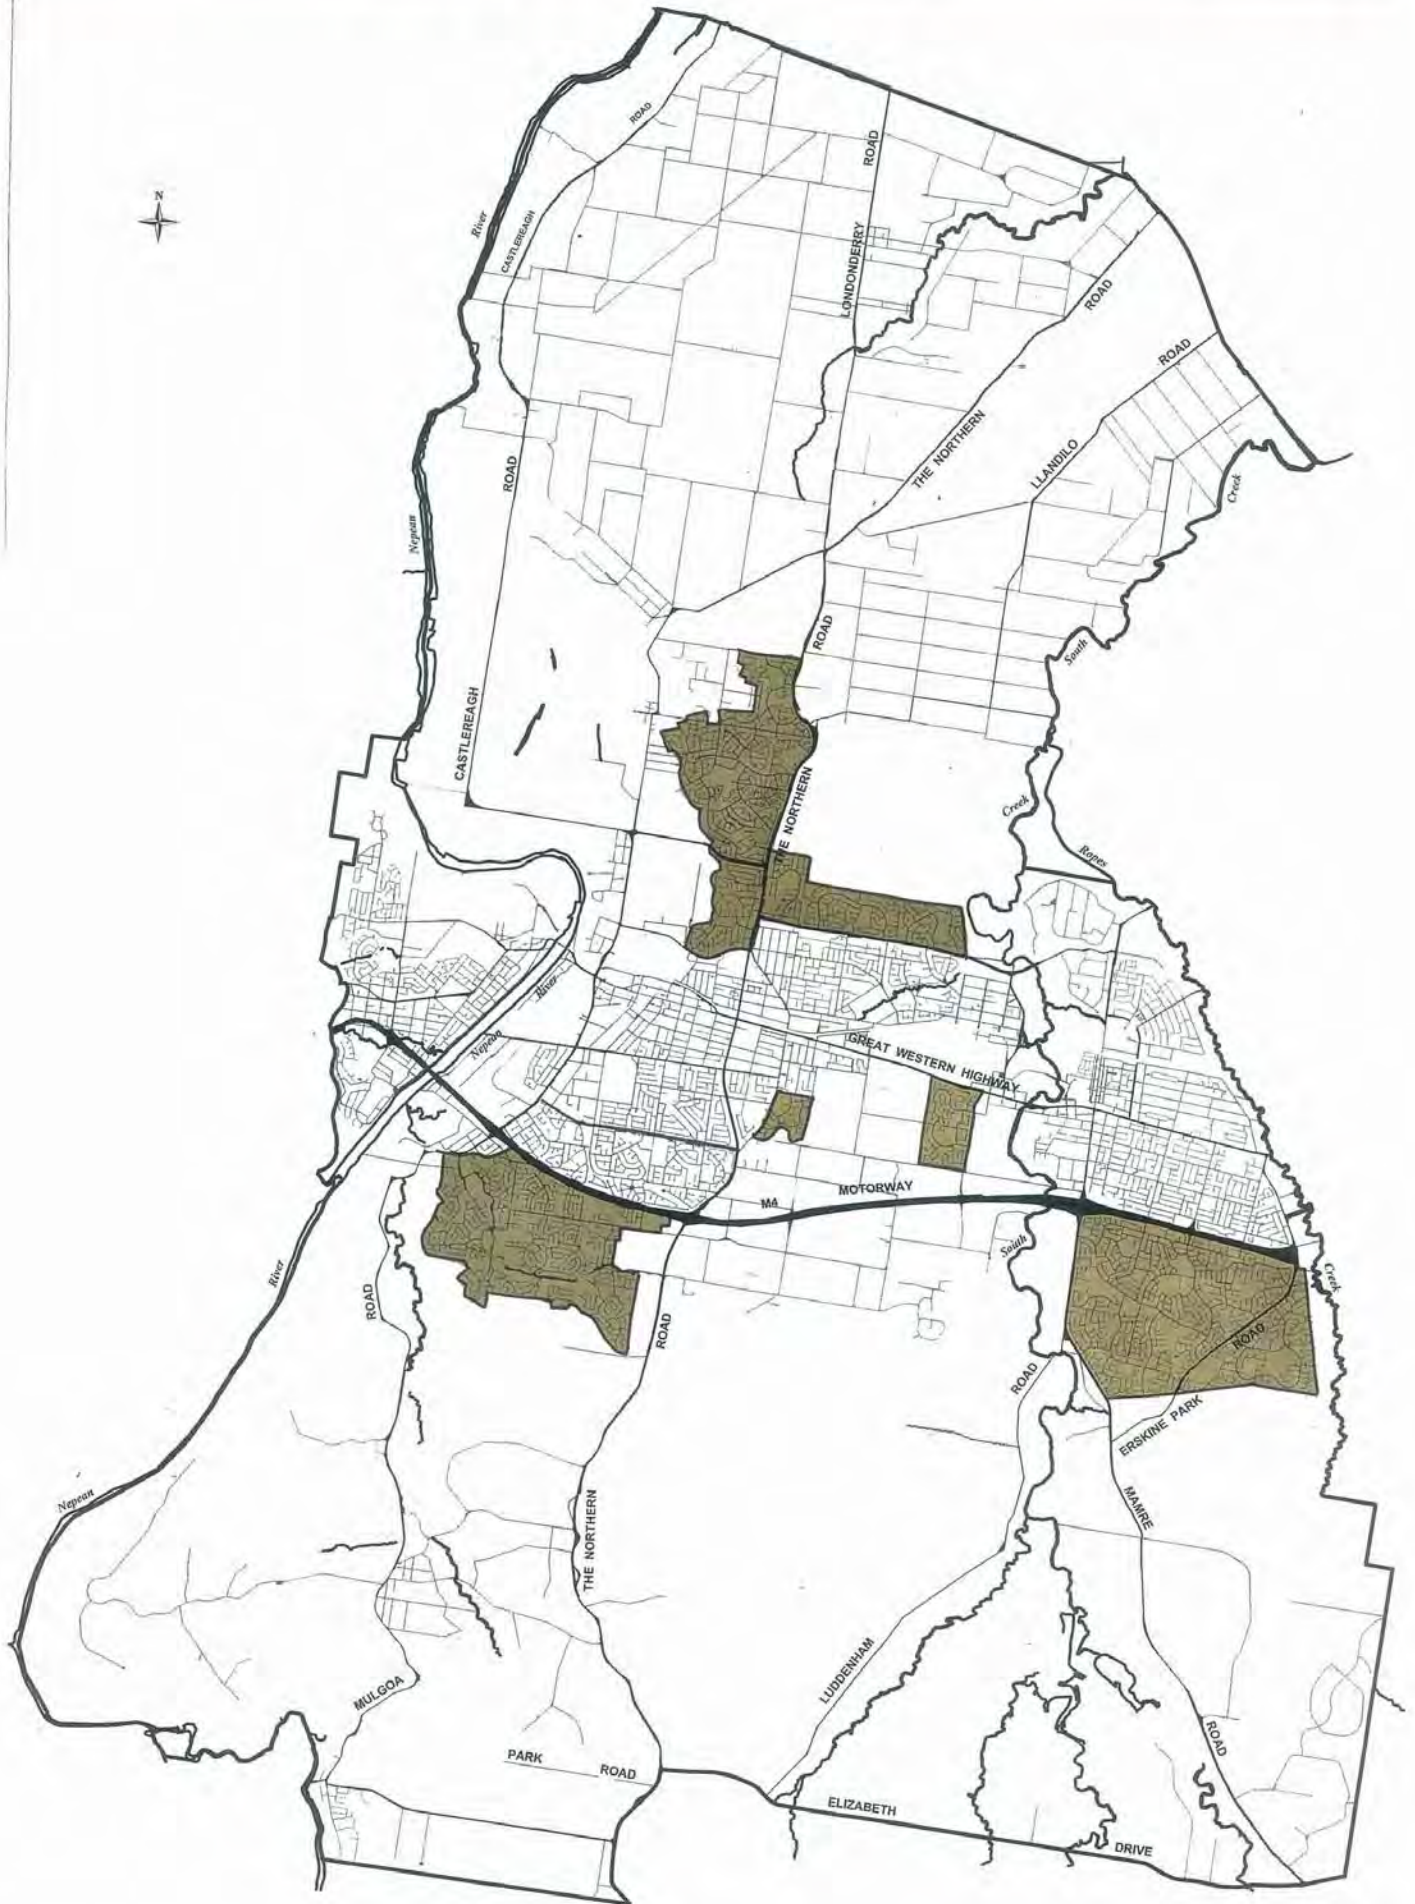 N
ROAD
ROAD
River
CASTLEREAGH
LONDONDERRY
ROAD
ROAD
THE NORTHERN
LLANDILO
ROAD
Creek
Nepean
ROAD
South
CASTLEREAGH
THE NORTHERN
Creek
Ropes
River
Nepean
GREAT WESTERN HIGHWAY
MOTORWAY
M4
South
River
Creek
ROAD
ROAD
ROAD
ROAD
ERSKINE PARK
Nepean
THE NORTHERN
MAMRE
LUDDENHAM
MULGOA
ROAD
PARK
ROAD
ELIZABETH
DRIVE